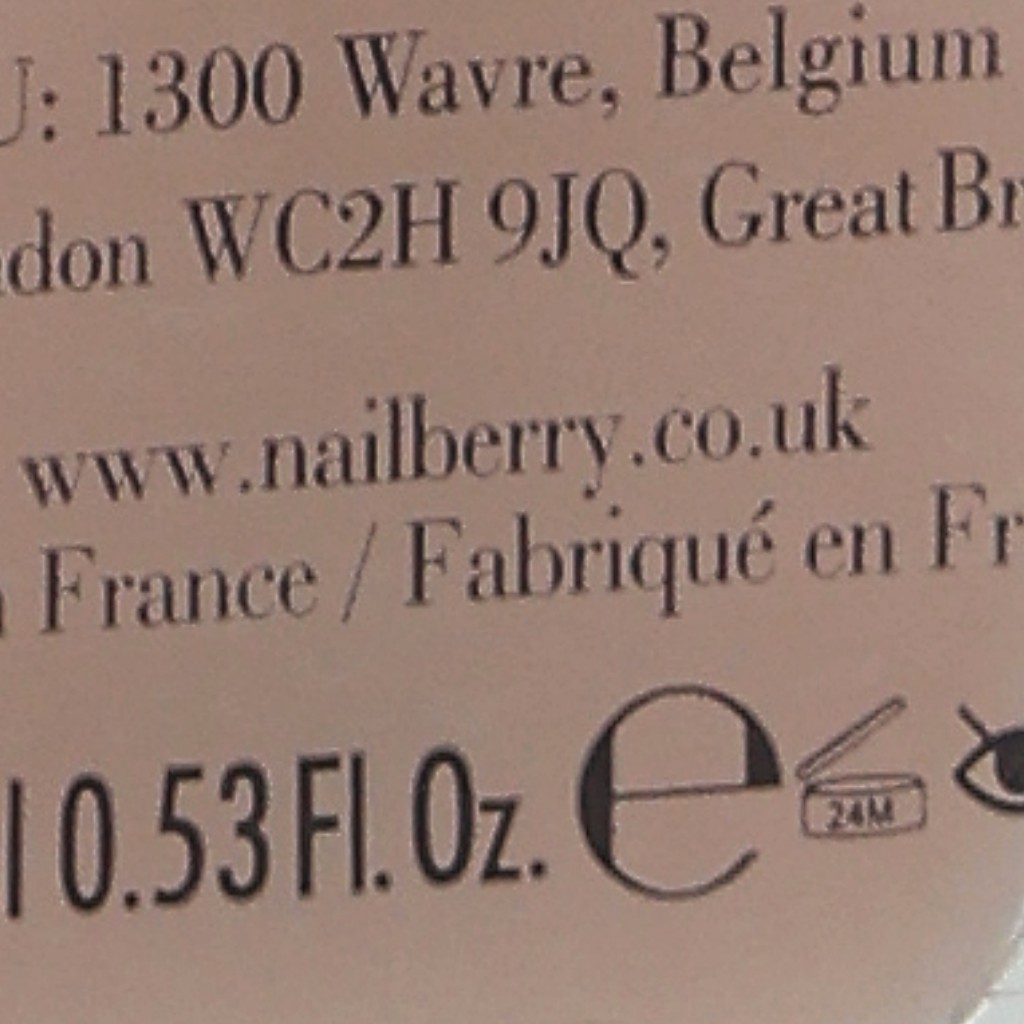 U: 1300 Wavre, Belgium
don WC2H 9JQ, Great Br
www.nailberry.co.uk
France / Fabriqué en Fr
l 0.53 Fl. Oz. e 24M